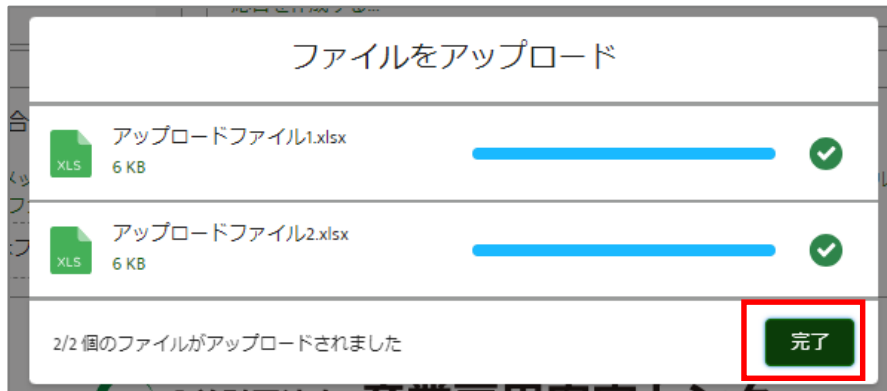 ファイルをアップロード
アップロードファイル1.xlsx
XLS
6 KB
アップロードファイル2.xlsx
XLS
6 KB
2/2 個のファイルがアップロードされました
完了